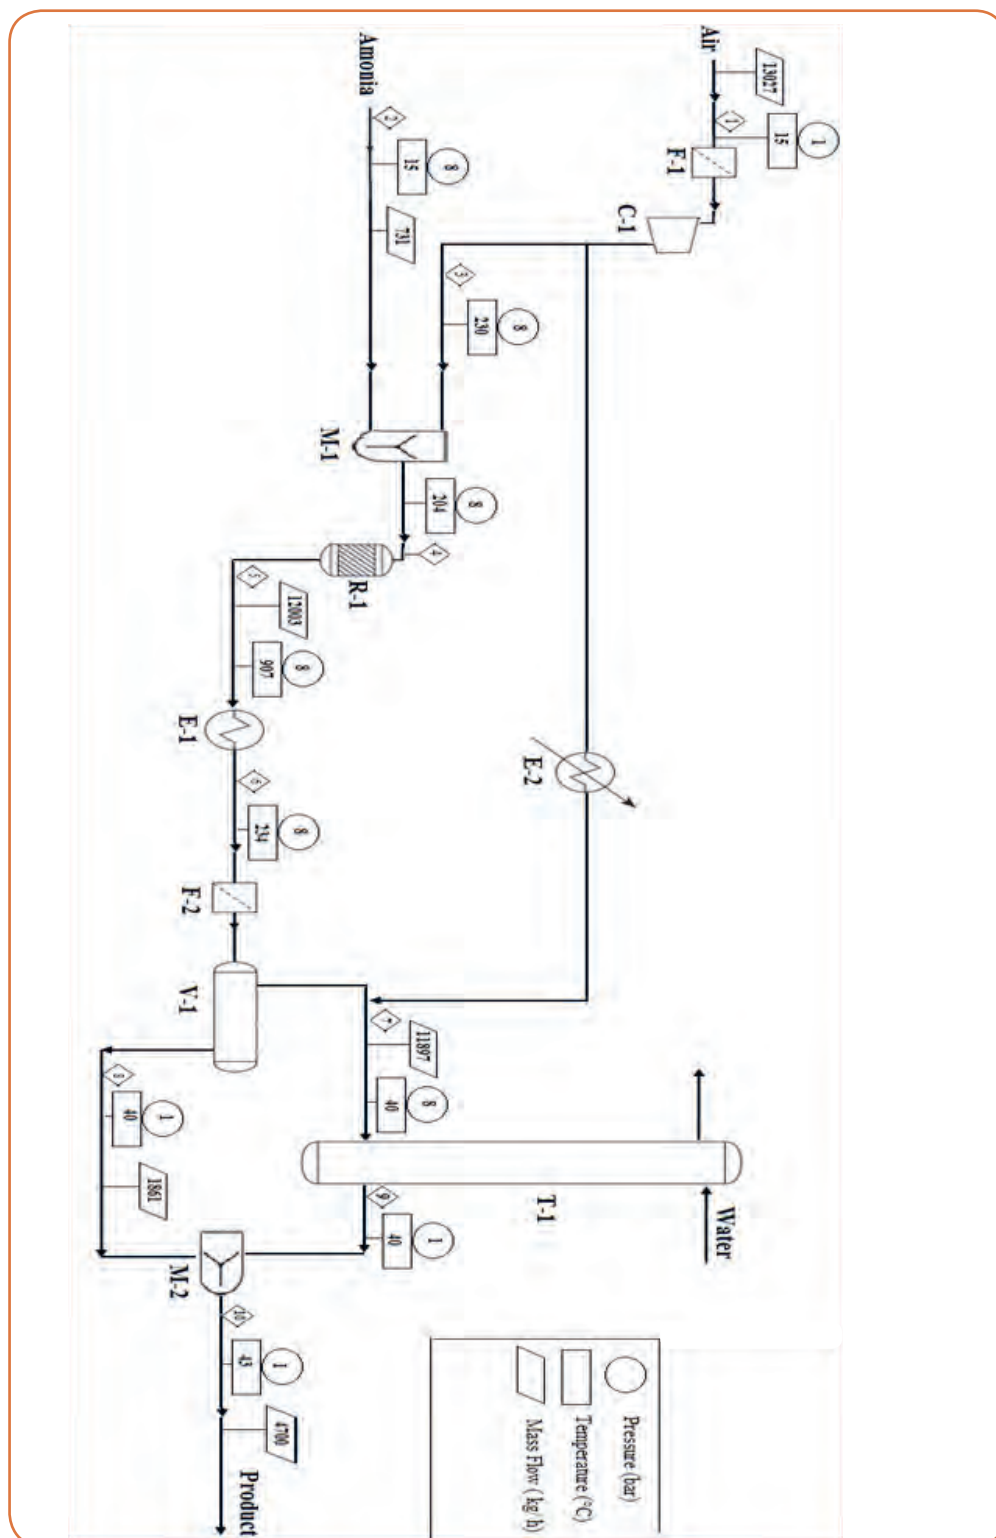 Air
13027
1
15
1
F-1
C-1
Amonia
2
15
8
731
3
230
8
M-1
204
8
4
R-1
5
12003
907
8
E-1
6
234
8
E-2
F-2
V-1
7
11897
40
8
8
40
1
1861
T-1
Water
9
40
1
M-2
10
43
1
4700
Product
Pressure (bar)
Temperature (°C)
Mass Flow ( kg/ h)